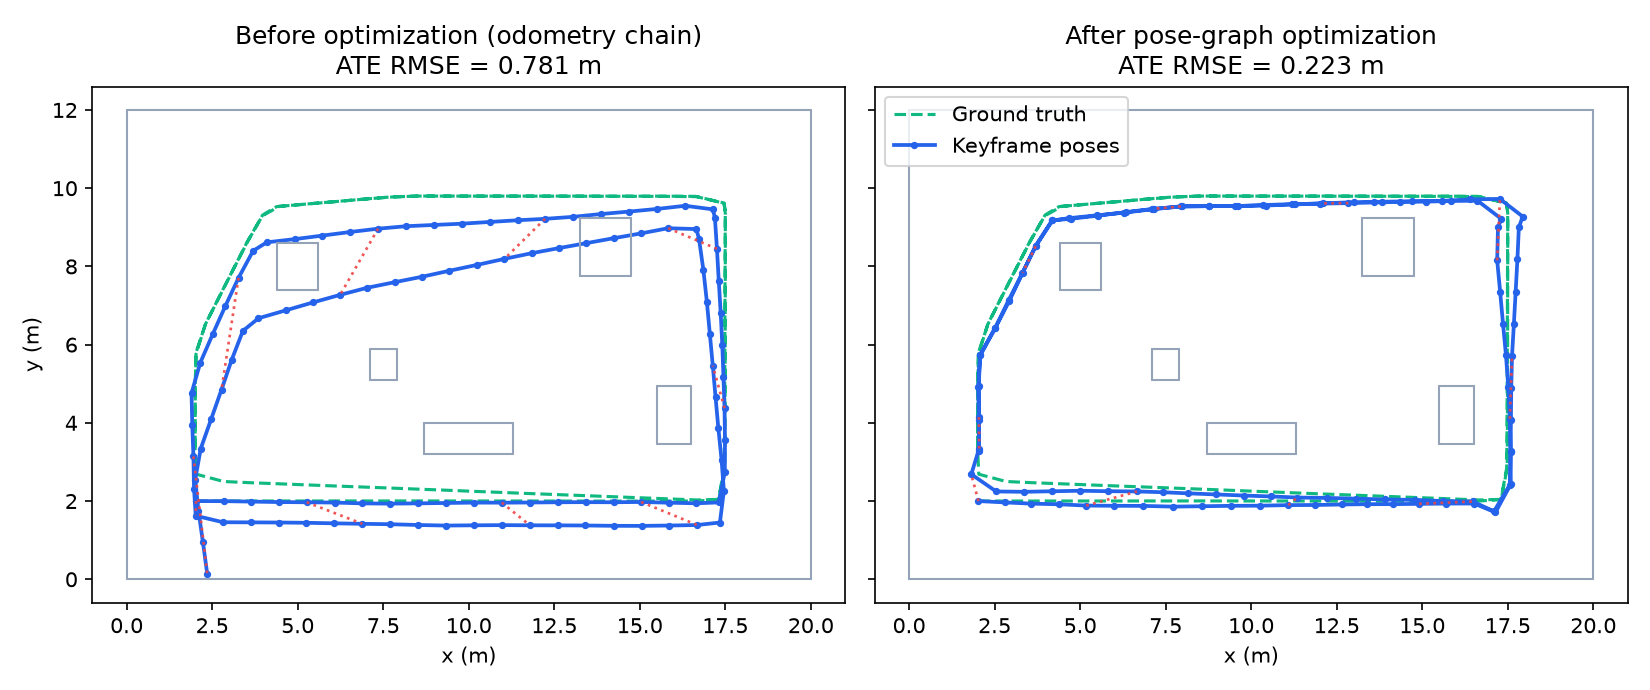 Before optimization (odometry chain)
ATE RMSE = 0.781 m
12
10
8
6
4
2
0
y (m)
0.0 2.5 5.0 7.5 10.0 12.5 15.0 17.5 20.0
x (m)
After pose-graph optimization
ATE RMSE = 0.223 m
Ground truth
Keyframe poses
0.0 2.5 5.0 7.5 10.0 12.5 15.0 17.5 20.0
x (m)